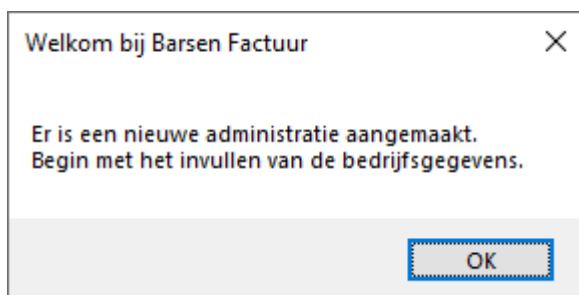 Welkom bij Barsen Factuur
Er is een nieuwe administratie aangemaakt.
Begin met het invullen van de bedrijfsgegevens.
OK